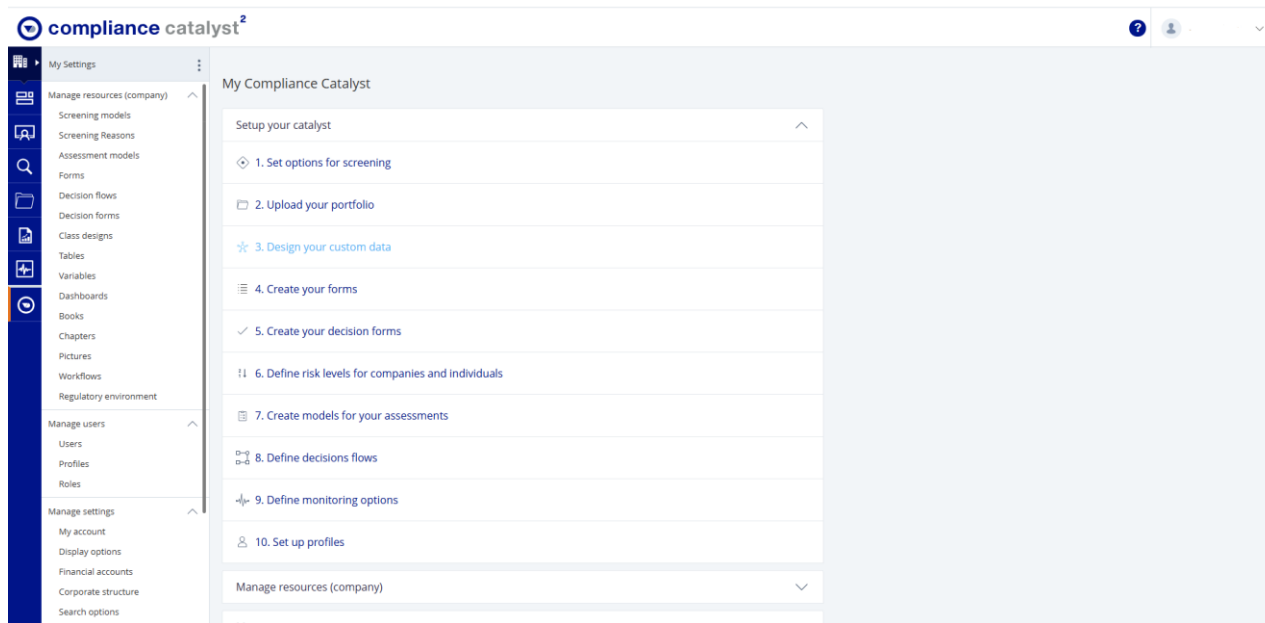 compliance catalyst²
?
My Settings
Manage resources (company)
Screening models
Screening Reasons
Assessment models
Forms
Decision flows
Decision forms
Class designs
Tables
Variables
Dashboards
Books
Chapters
Pictures
Workflows
Regulatory environment
Manage users
Users
Profiles
Roles
Manage settings
My account
Display options
Financial accounts
Corporate structure
Search options
My Compliance Catalyst
Setup your catalyst
1. Set options for screening
2. Upload your portfolio
3. Design your custom data
4. Create your forms
5. Create your decision forms
6. Define risk levels for companies and individuals
7. Create models for your assessments
8. Define decisions flows
9. Define monitoring options
10. Set up profiles
Manage resources (company)